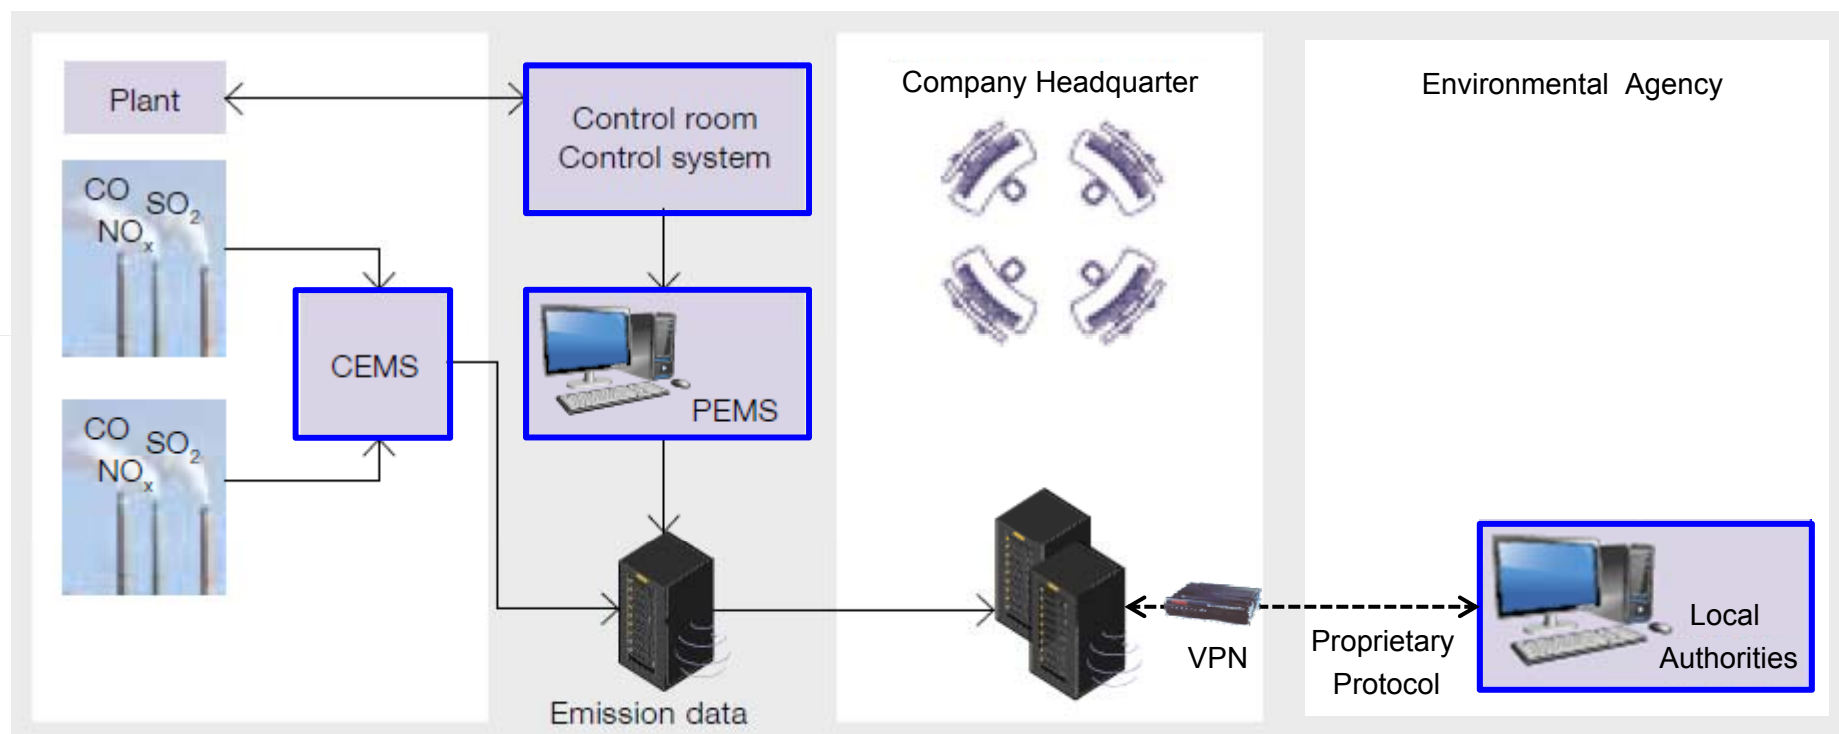 Plant
Control room
Control system
Company Headquarter
Environmental Agency
CO SO₂
NOₓ
CEMS
PEMS
CO SO₂
NOₓ
Emission data
VPN
Proprietary
Protocol
Local
Authorities